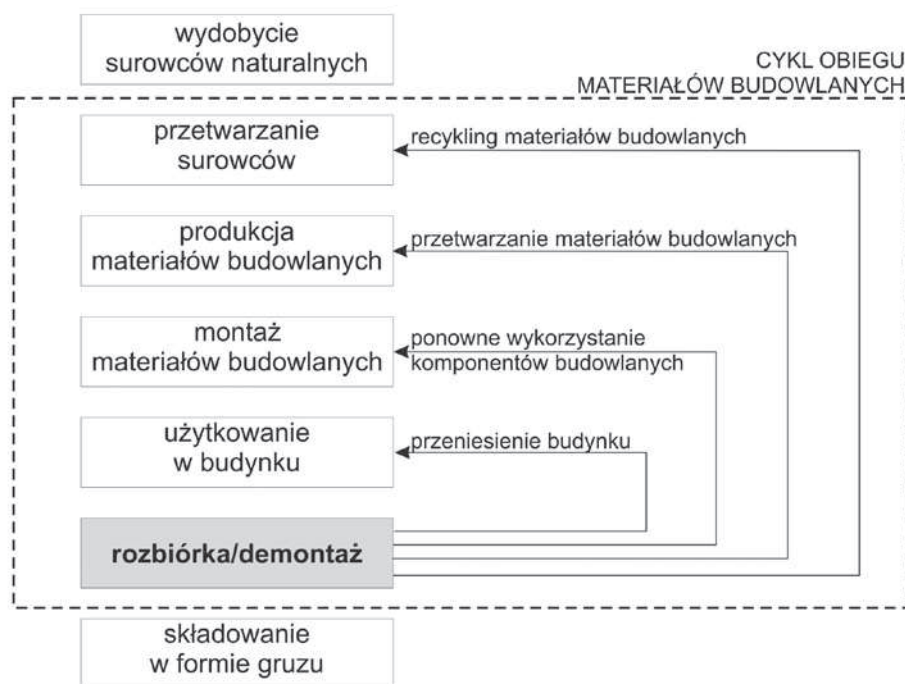 wydobycie
surowców naturalnych
CYKL OBIEGU
MATERIAŁÓW BUDOWLANYCH
przetwarzanie
surowców
recykling materiałów budowlanych
produkcja
materiałów budowlanych
przetwarzanie materiałów budowlanych
montaż
materiałów budowlanych
ponowne wykorzystanie
komponentów budowlanych
użytkowanie
w budynku
przeniesienie budynku
rozbiórka/demontaż
składowanie
w formie gruzu